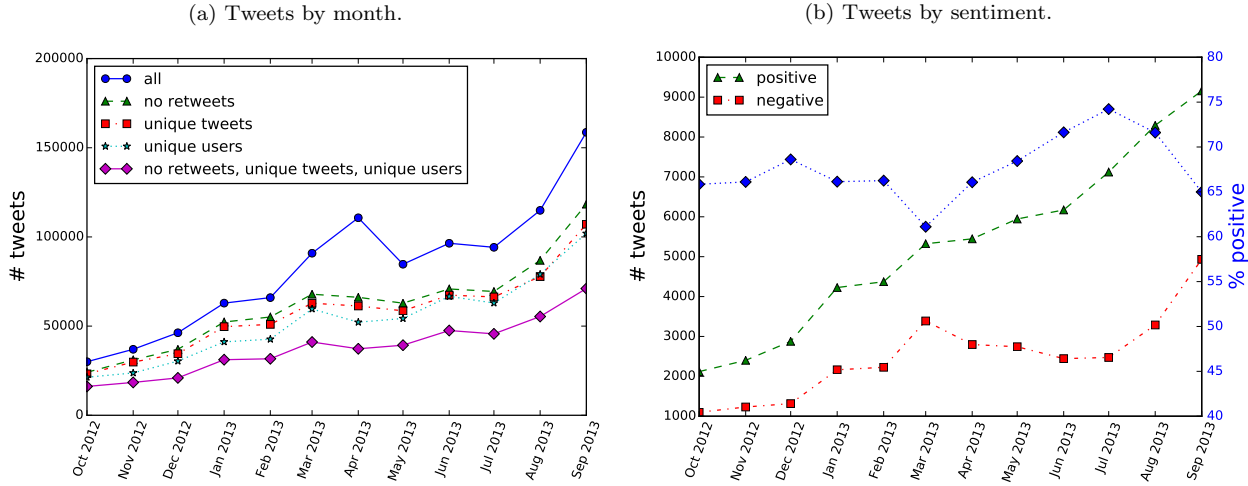 (a) Tweets by month.
200000
150000
100000
50000
0
# tweets
all
no retweets
unique tweets
unique users
no retweets, unique tweets, unique users
Oct 2012
Nov 2012
Dec 2012
Jan 2013
Feb 2013
Mar 2013
Apr 2013
May 2013
Jun 2013
Jul 2013
Aug 2013
Sep 2013
(b) Tweets by sentiment.
10000
9000
8000
7000
6000
5000
4000
3000
2000
1000
# tweets
positive
negative
80
75
70
65
60
55
50
45
40
% positive
Oct 2012
Nov 2012
Dec 2012
Jan 2013
Feb 2013
Mar 2013
Apr 2013
May 2013
Jun 2013
Jul 2013
Aug 2013
Sep 2013